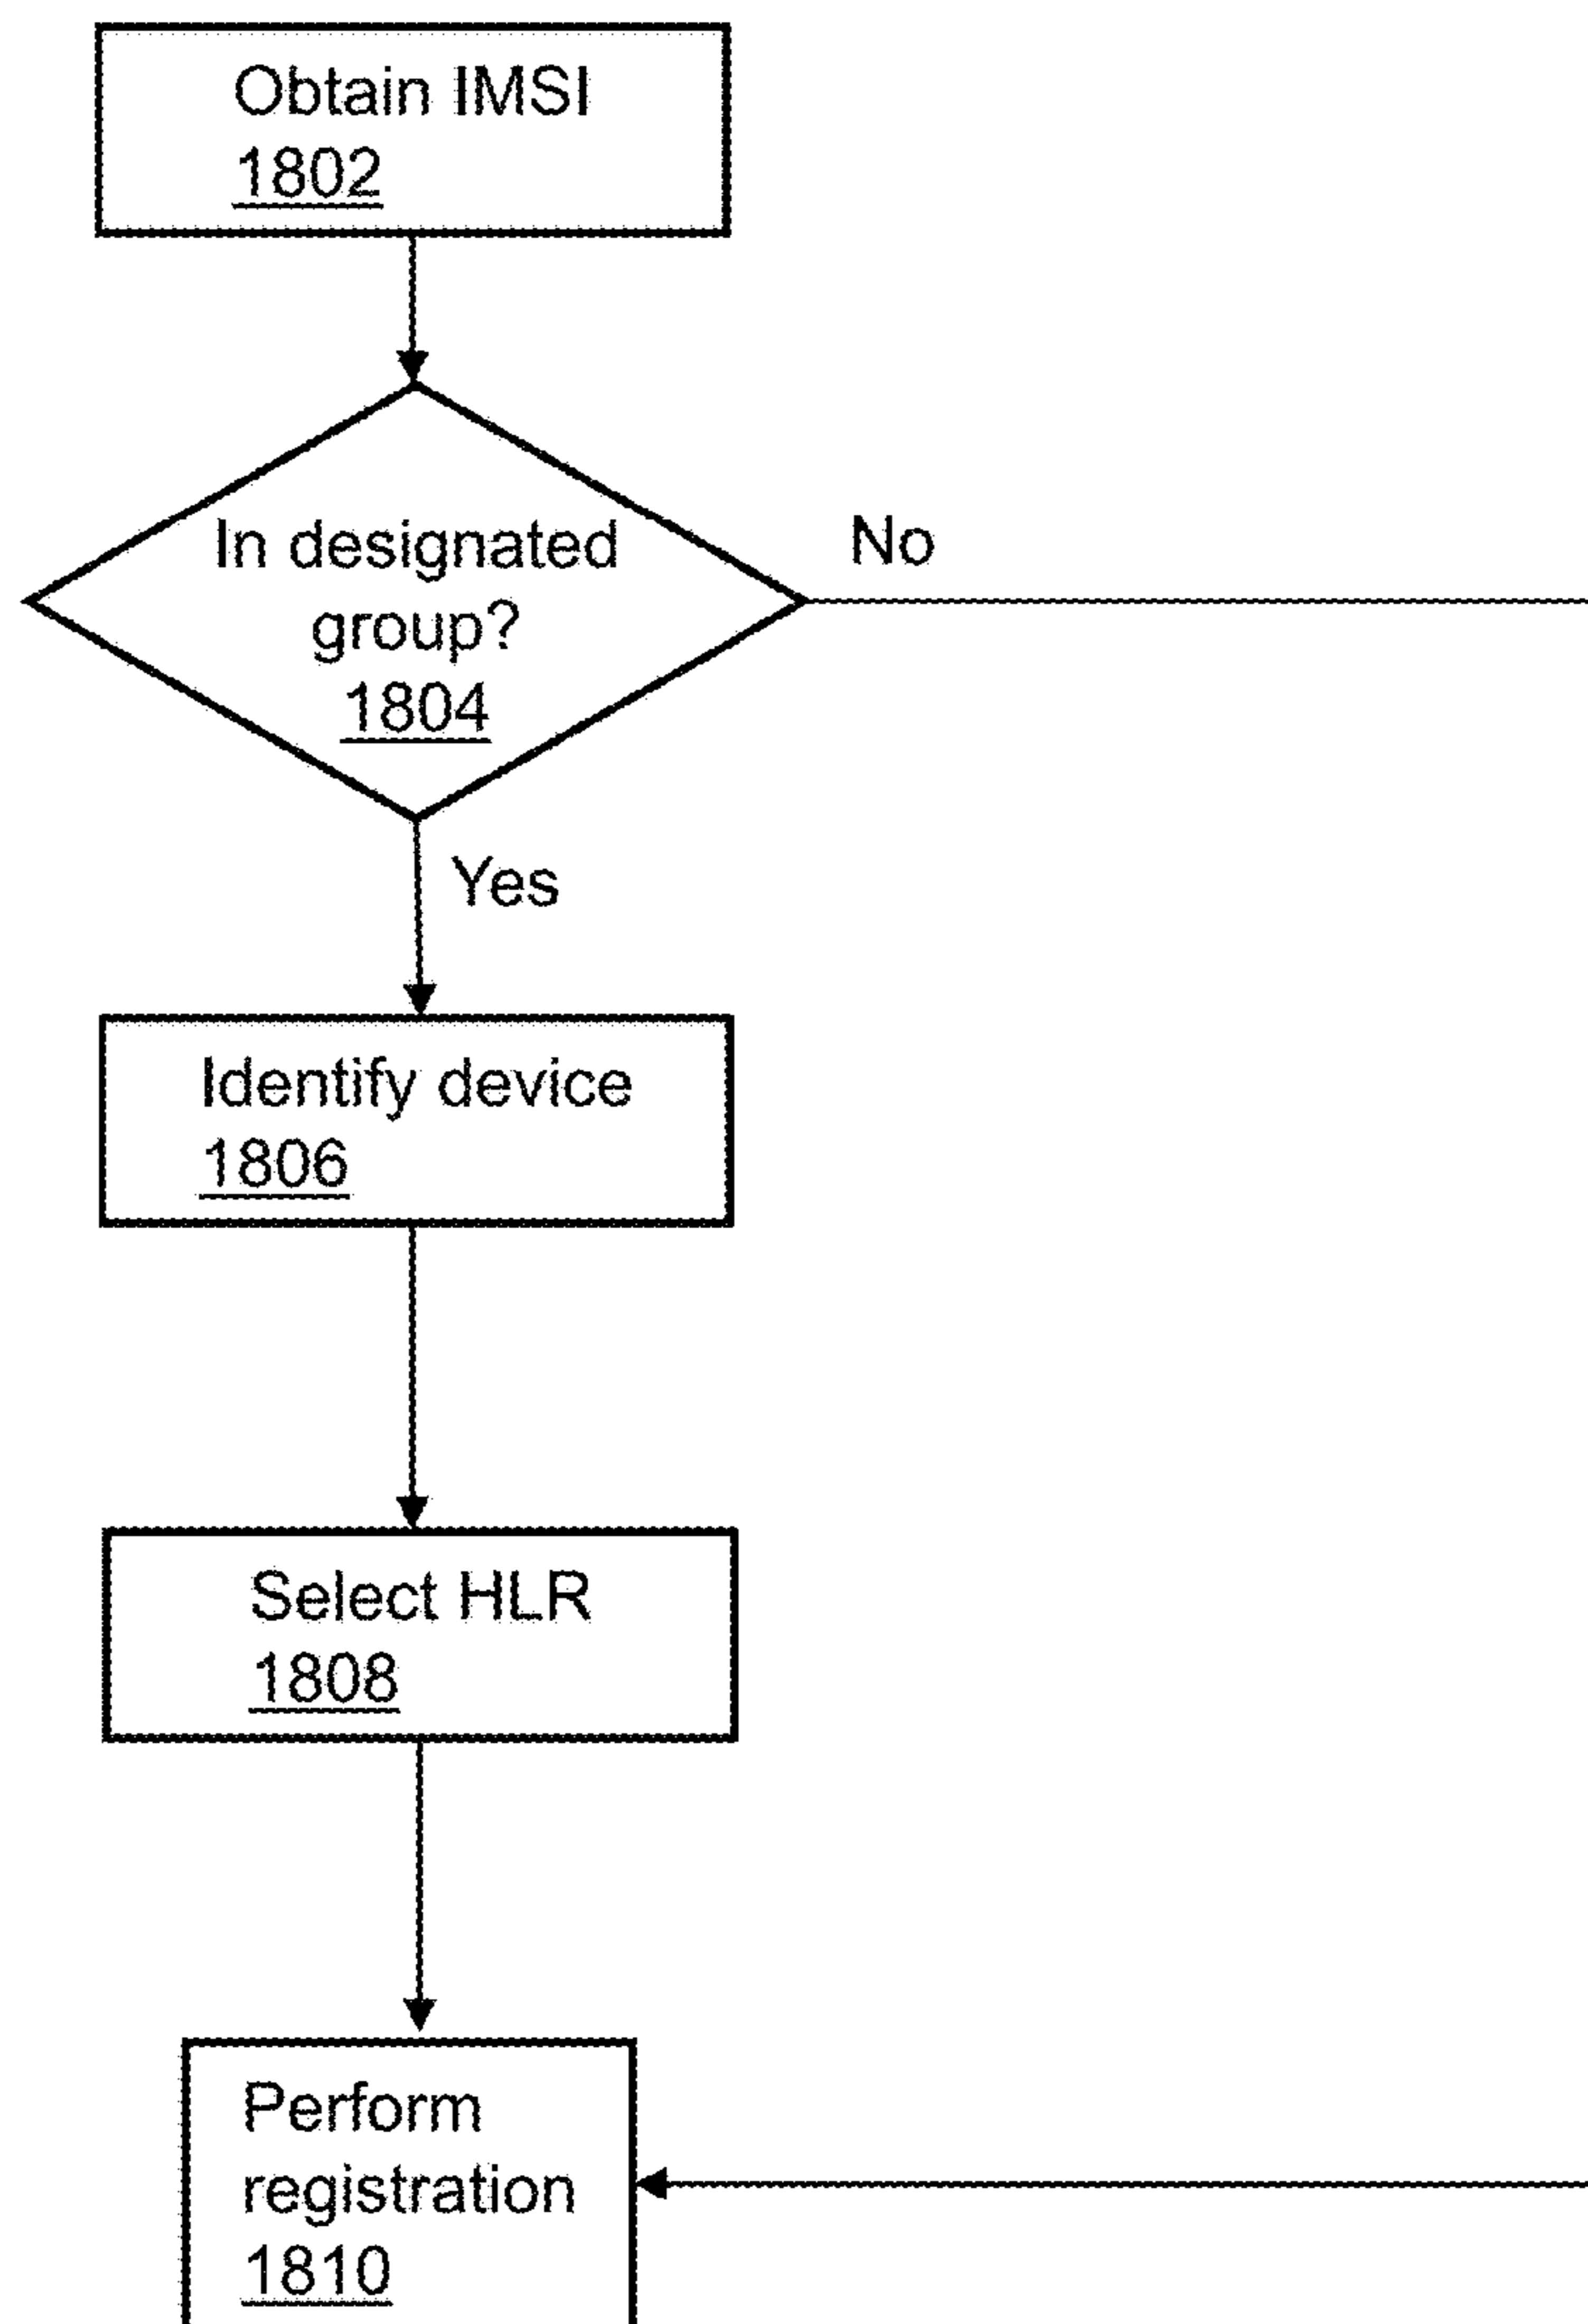 Obtain IMSI
1802
In designated
group?
1804
No
Yes
Identify device
1806
Select HLR
1808
Perform
registration
1810